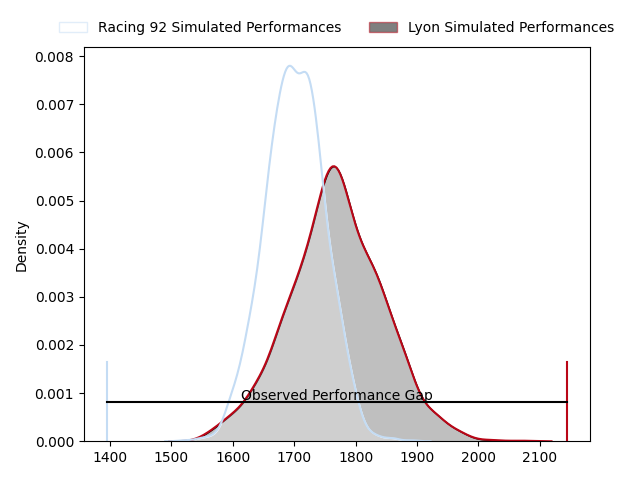 Racing 92 Simulated Performances
Lyon Simulated Performances
0.008
0.007
0.006
0.005
0.004
0.003
0.002
0.001
0.000
Density
Observed Performance Gap
1400 1500 1600 1700 1800 1900 2000 2100